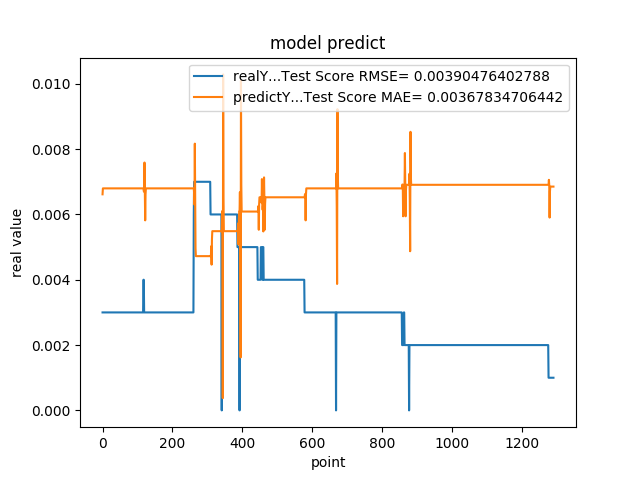 model predict
realY...Test Score RMSE= 0.00390476402788
predictY...Test Score MAE= 0.00367834706442
0.010
0.008
0.006
0.004
0.002
0.000
real value
0 200 400 600 800 1000 1200
point